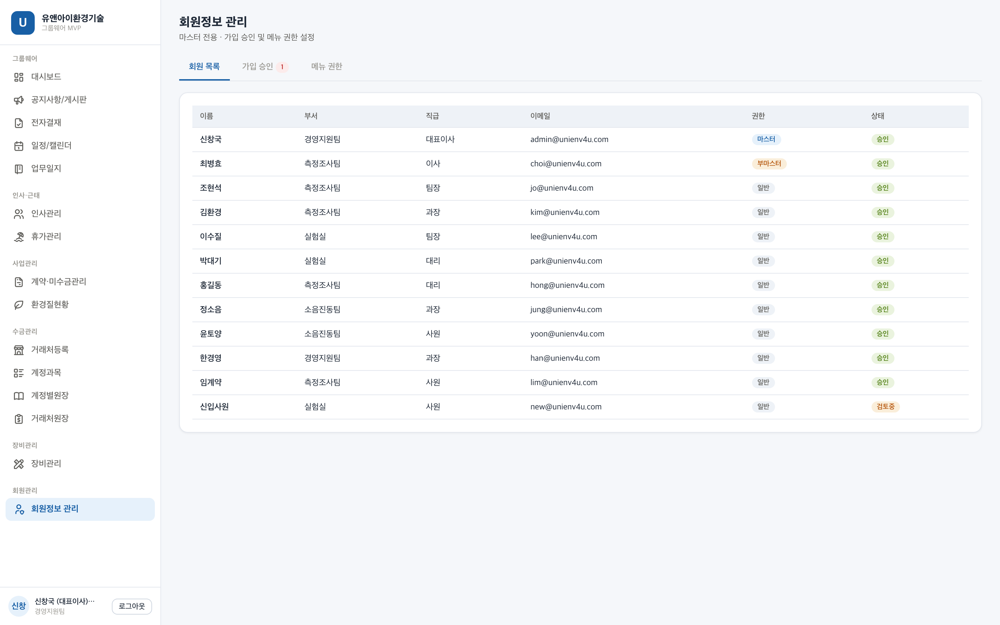 U
유앤아이환경기술
그룹웨어 MVP
그룹웨어
대시보드
공지사항/게시판
전자결재
일정/캘린더
업무일지
인사·근태
인사관리
휴가관리
사업관리
계약·미수금관리
환경질현황
수금관리
거래처등록
계정과목
계정별원장
거래처원장
장비관리
장비관리
회원관리
회원정보 관리
신창
신창국 (대표이사)…
경영지원팀
로그아웃
회원정보 관리
마스터 전용 · 가입 승인 및 메뉴 권한 설정
회원 목록 가입 승인 1 메뉴 권한
이름 부서 직급 이메일 권한 상태
신창국 경영지원팀 대표이사 admin@unienv4u.com 마스터 승인
최병효 측정조사팀 이사 choi@unienv4u.com 부마스터 승인
조현석 측정조사팀 팀장 jo@unienv4u.com 일반 승인
김환경 측정조사팀 과장 kim@unienv4u.com 일반 승인
이수질 실험실 팀장 lee@unienv4u.com 일반 승인
박대기 실험실 대리 park@unienv4u.com 일반 승인
홍길동 측정조사팀 대리 hong@unienv4u.com 일반 승인
정소음 소음진동팀 과장 jung@unienv4u.com 일반 승인
윤토양 소음진동팀 사원 yoon@unienv4u.com 일반 승인
한경영 경영지원팀 과장 han@unienv4u.com 일반 승인
임계약 측정조사팀 사원 lim@unienv4u.com 일반 승인
신입사원 실험실 사원 new@unienv4u.com 일반 검토중